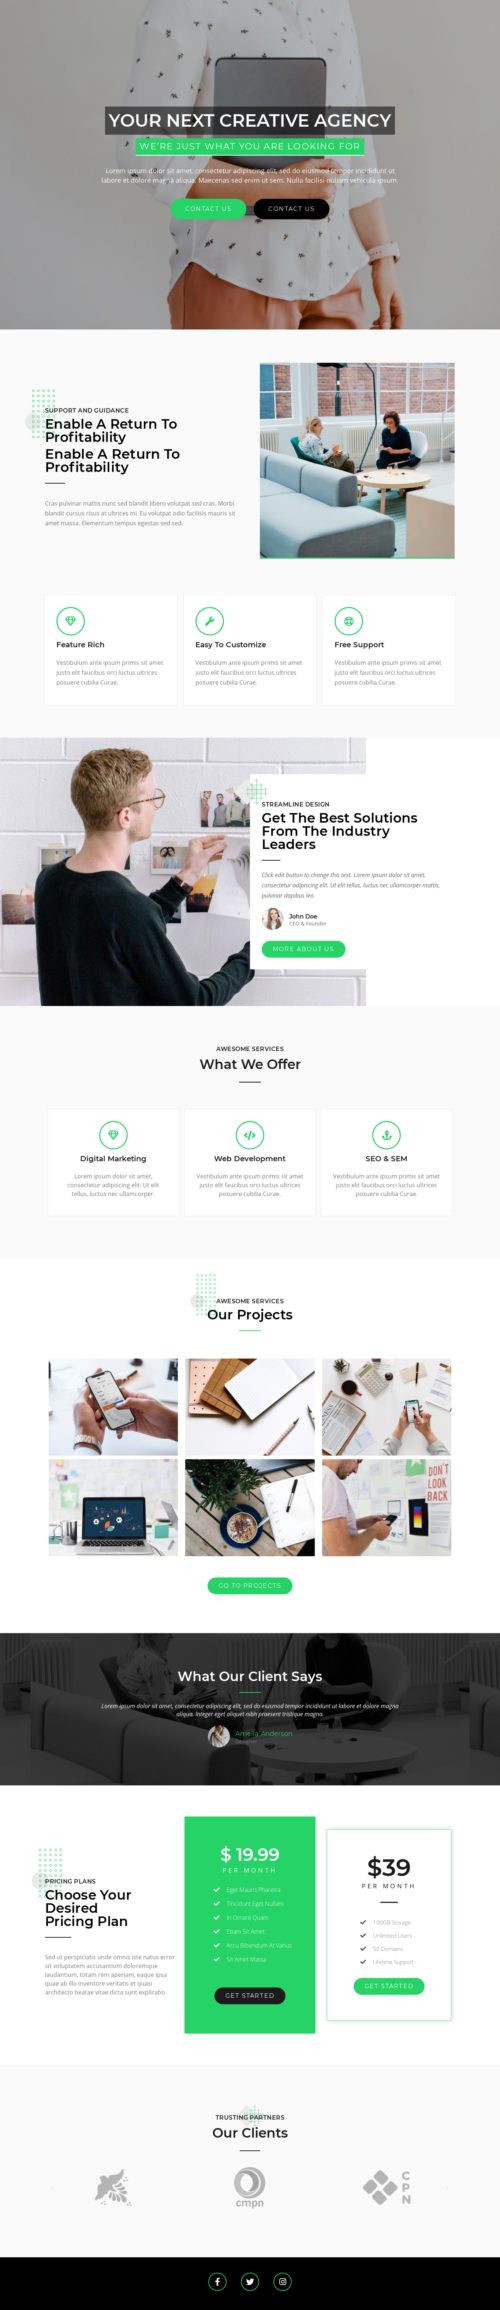 YOUR NEXT CREATIVE AGENCY
WE'RE JUST WHAT YOU ARE LOOKING FOR
Lorem ipsum dolor sit amet, consectetur adipiscing elit, sed do eiusmod tempor incididunt ut
labore et dolore magna aliqua. Maecenas sed enim ut sem. Nulla facilisi nullam vehicula ipsum.
CONTACT US
CONTACT US
SUPPORT AND GUIDANCE
Enable A Return To
Profitability
Enable A Return To
Profitability
Cras pulvinar mattis nunc sed blandit libero volutpat sed cras. Morbi
blandit cursus risus at ultrices mi. Eu volutpat odio facilisis mauris sit
amet massa. Elementum tempus egestas sed sed.
Feature Rich
Vestibulum ante ipsum primis sit amet
justo elit faucibus orci luctus ultrices
posuere cubilia Curae.
Easy To Customize
Vestibulum ante ipsum primis sit amet
justo elit faucibus orci luctus ultrices
posuere cubilia Curae.
Free Support
Vestibulum ante ipsum primis sit amet
justo elit faucibus orci luctus ultrices
posuere cubilia Curae.
STREAMLINE DESIGN
Get The Best Solutions
From The Industry
Leaders
Click edit button to change this text. Lorem ipsum dolor sit amet,
consectetur adipiscing elit. Ut elit tellus, luctus nec ullamcorper mattis,
pulvinar dapibus leo.
John Doe
CEO & Founder
MORE ABOUT US
AWESOME SERVICES
What We Offer
Digital Marketing
Lorem ipsum dolor sit amet,
consectetur adipiscing elit. Ut elit
tellus, luctus nec ullamcorper.
Web Development
Vestibulum ante ipsum primis sit amet
justo elit faucibus orci luctus ultrices
posuere cubilia Curae.
SEO & SEM
Vestibulum ante ipsum primis sit amet
justo elit faucibus orci luctus ultrices
posuere cubilia Curae.
AWESOME SERVICES
Our Projects
DON'T
LOOK
BACK
GO TO PROJECTS
What Our Client Says
Lorem ipsum dolor sit amet, consectetur adipiscing elit, sed do eiusmod tempor incididunt ut labore et dolore magna
aliqua. Integer eget aliquet nibh praesent tristique magna.
Amelia Anderson
PRICING PLANS
Choose Your
Desired
Pricing Plan
Sed ut perspiciatis unde omnis iste natus error
sit voluptatem accusantium doloremque
laudantium, totam rem aperiam, eaque ipsa
quae ab illo inventore veritatis et quasi
architecto beatae vitae dicta sunt explicabo
$ 19.99
PER MONTH
Eget Mauris Pharetra
Tincidunt Eget Nullam
In Ornare Quam
Etiam Sit Amet
Arcu Bibendum At Varius
Sit Amet Massa
GET STARTED
$39
PER MONTH
100GB Storage
Unlimited Users
50 Domains
Lifetime Support
GET STARTED
TRUSTING PARTNERS
Our Clients
cmpn
C
P
N